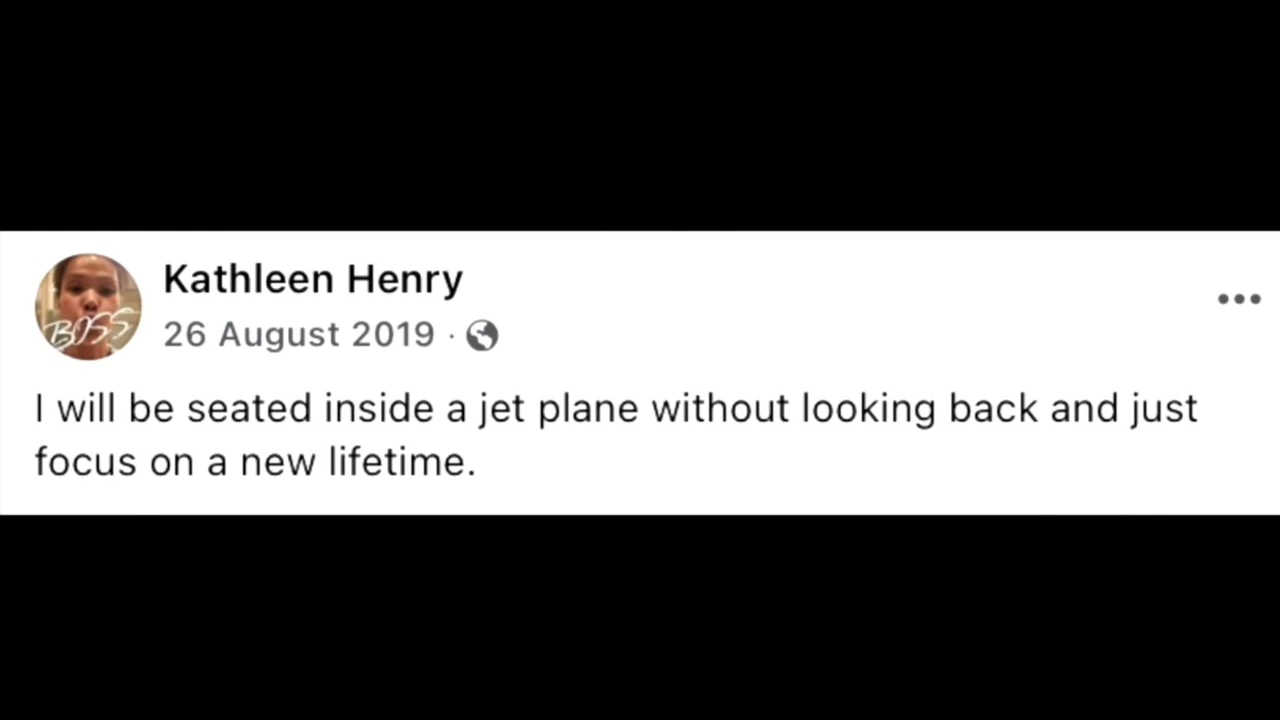 Kathleen Henry
26 August 2019 ·
I will be seated inside a jet plane without looking back and just
focus on a new lifetime.
BOSS